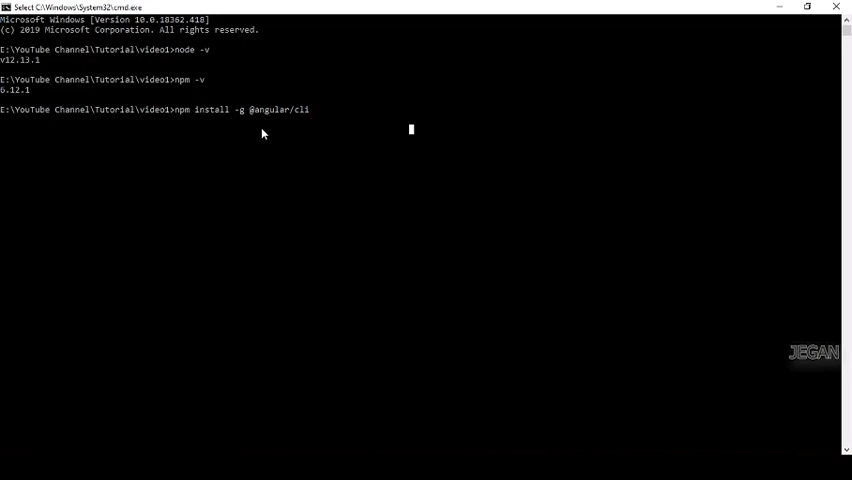 Select C:\Windows\System32\cmd.exe
Microsoft Windows [Version 10.0.18362.418]
(c) 2019 Microsoft Corporation. All rights reserved.
E:\YouTube Channel\Tutorial\video1>node -v
v12.13.1
E:\YouTube Channel\Tutorial\video1>npm -v
6.12.1
E:\YouTube Channel\Tutorial\video1>npm install -g @angular/cli
JEGAN